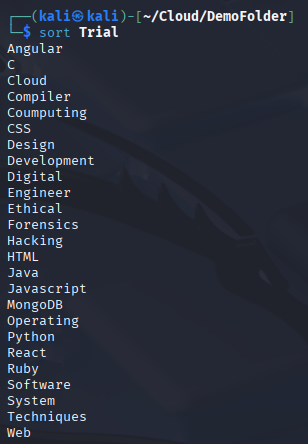 ┌──(kali㉿kali)-[~/Cloud/DemoFolder]
└─$ sort Trial
Angular
C
Cloud
Compiler
Coumputing
CSS
Design
Development
Digital
Engineer
Ethical
Forensics
Hacking
HTML
Java
Javascript
MongoDB
Operating
Python
React
Ruby
Software
System
Techniques
Web